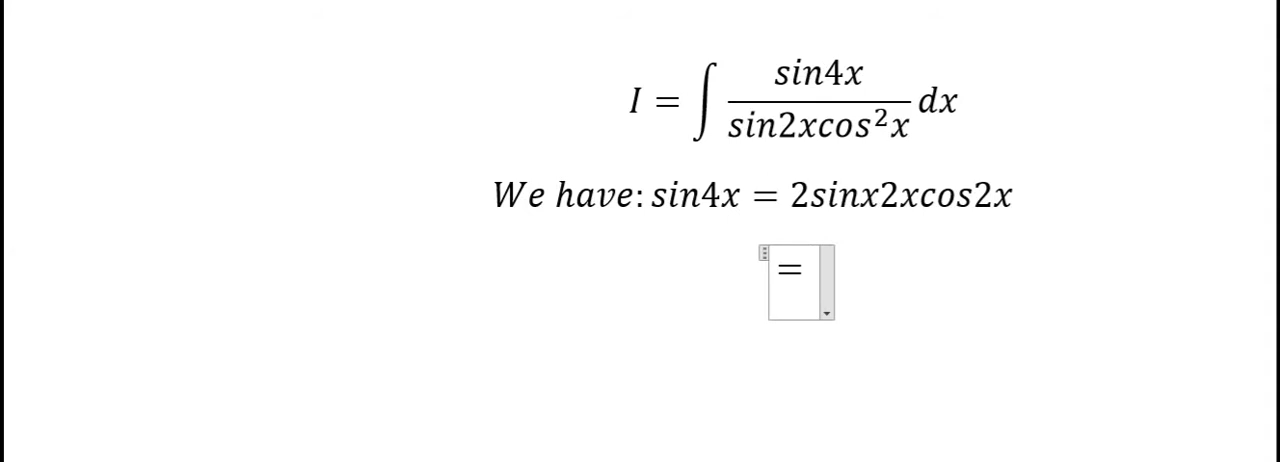 I = ∫ sin4x / sin2xcos²x dx
We have: sin4x = 2sinx2xcos2x
=